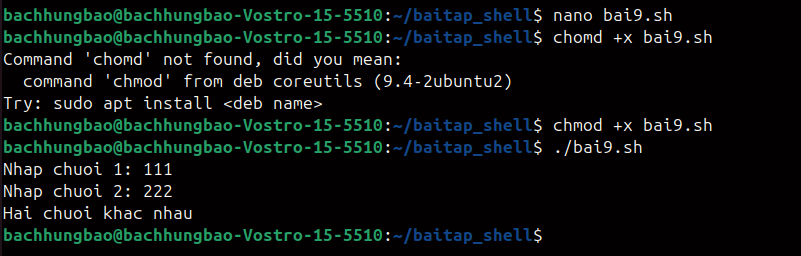 bachhungbao@bachhungbao-Vostro-15-5510:~/baitap_shell$ nano bai9.sh
bachhungbao@bachhungbao-Vostro-15-5510:~/baitap_shell$ chomd +x bai9.sh
Command 'chomd' not found, did you mean:
  command 'chmod' from deb coreutils (9.4-2ubuntu2)
Try: sudo apt install <deb name>
bachhungbao@bachhungbao-Vostro-15-5510:~/baitap_shell$ chmod +x bai9.sh
bachhungbao@bachhungbao-Vostro-15-5510:~/baitap_shell$ ./bai9.sh
Nhap chuoi 1: 111
Nhap chuoi 2: 222
Hai chuoi khac nhau
bachhungbao@bachhungbao-Vostro-15-5510:~/baitap_shell$